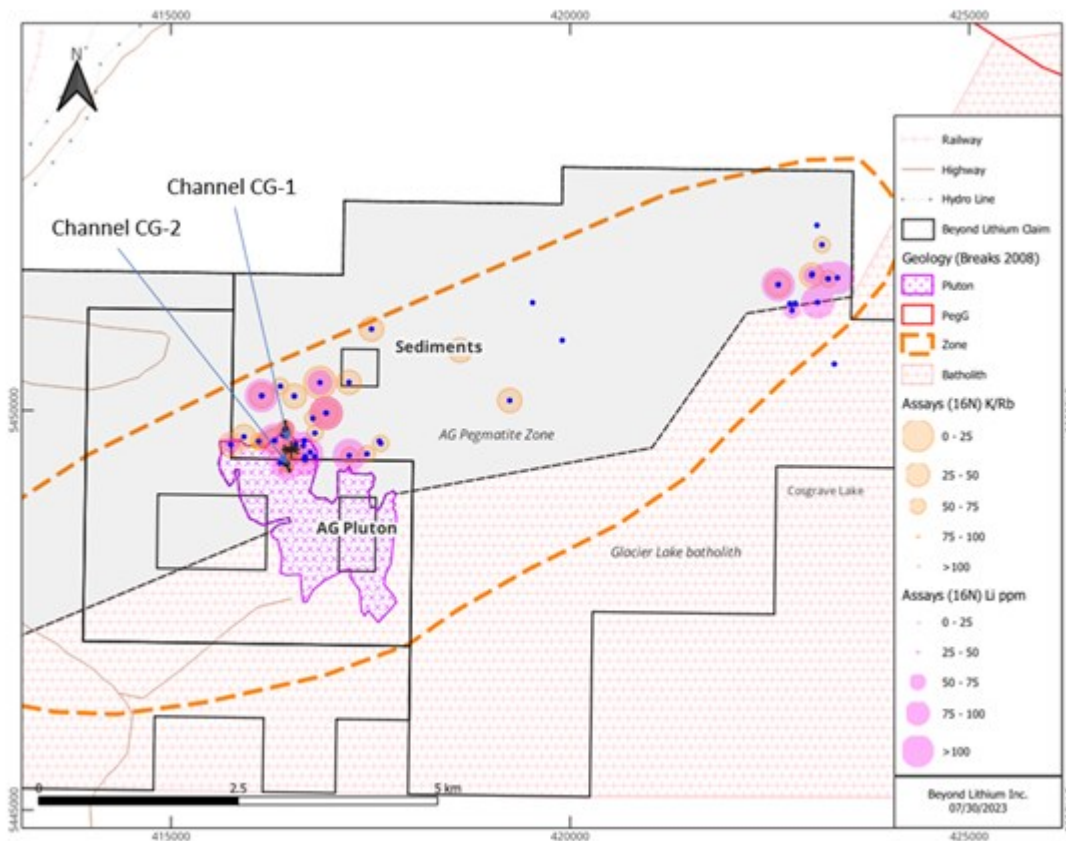 415000
420000
425000
N
Channel CG-1
Channel CG-2
Sediments
AG Pegmatite Zone
5450000
AG Pluton
Cosgrave Lake
Glacier Lake batholith
Railway
Highway
Hydro Line
Beyond Lithium Claim
Geology (Breaks 2008)
Pluton
PegG
Zone
Batholith
Assays (16N) K/Rb
0 - 25
25 - 50
50 - 75
75 - 100
>100
Assays (16N) Li ppm
0 - 25
25 - 50
50 - 75
75 - 100
>100
Beyond Lithium Inc.
07/30/2023
0
2.5
5 km
5445000
415000
420000
425000